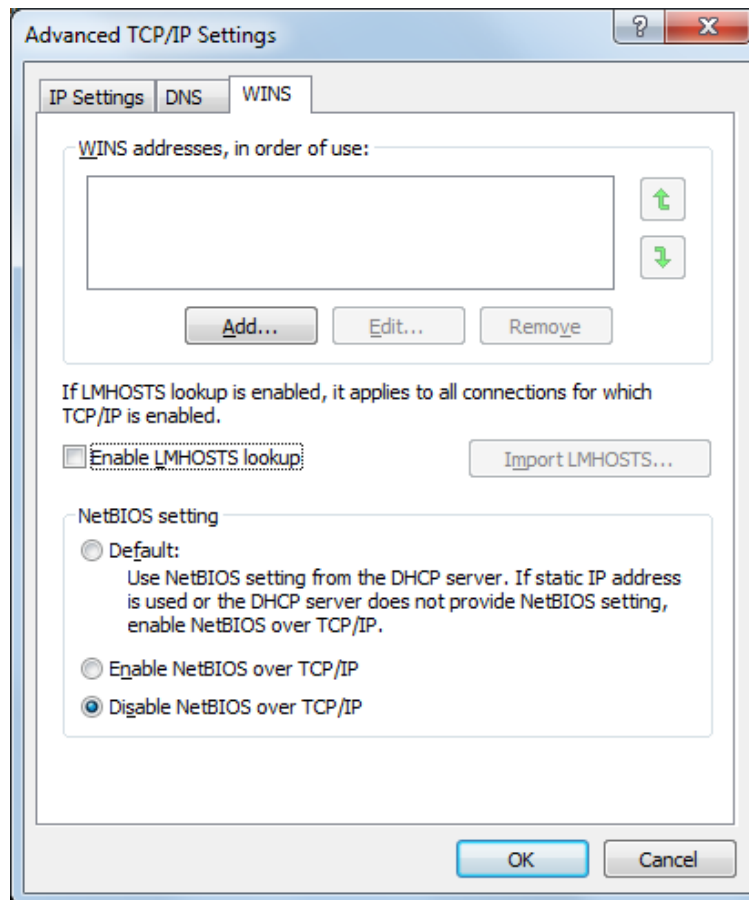 Advanced TCP/IP Settings
?
IP Settings
DNS
WINS
WINS addresses, in order of use:
Add...
Edit...
Remove
If LMHOSTS lookup is enabled, it applies to all connections for which
TCP/IP is enabled.
Enable LMHOSTS lookup
Import LMHOSTS...
NetBIOS setting
Default:
Use NetBIOS setting from the DHCP server. If static IP address
is used or the DHCP server does not provide NetBIOS setting,
enable NetBIOS over TCP/IP.
Enable NetBIOS over TCP/IP
Disable NetBIOS over TCP/IP
OK
Cancel